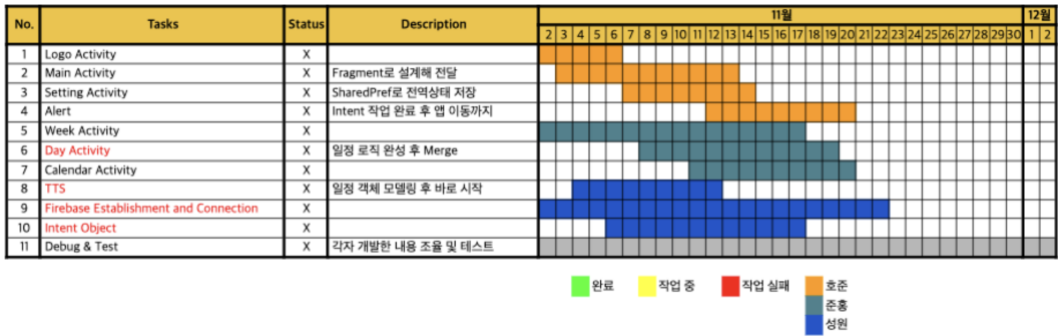 No. Tasks Status Description 11월 12월
2 3 4 5 6 7 8 9 10 11 12 13 14 15 16 17 18 19 20 21 22 23 24 25 26 27 28 29 30 1 2
1 Logo Activity X
2 Main Activity X Fragment로 설계해 전달
3 Setting Activity X SharedPref로 전역상태 저장
4 Alert X Intent 작업 완료 후 앱 이동까지
5 Week Activity X
6 Day Activity X 일정 로직 완성 후 Merge
7 Calendar Activity X
8 TTS X 일정 객체 모델링 후 바로 시작
9 Firebase Establishment and Connection X
10 Intent Object X
11 Debug & Test X 각자 개발한 내용 조율 및 테스트
완료 작업 중 작업 실패 호준
준홍
성원